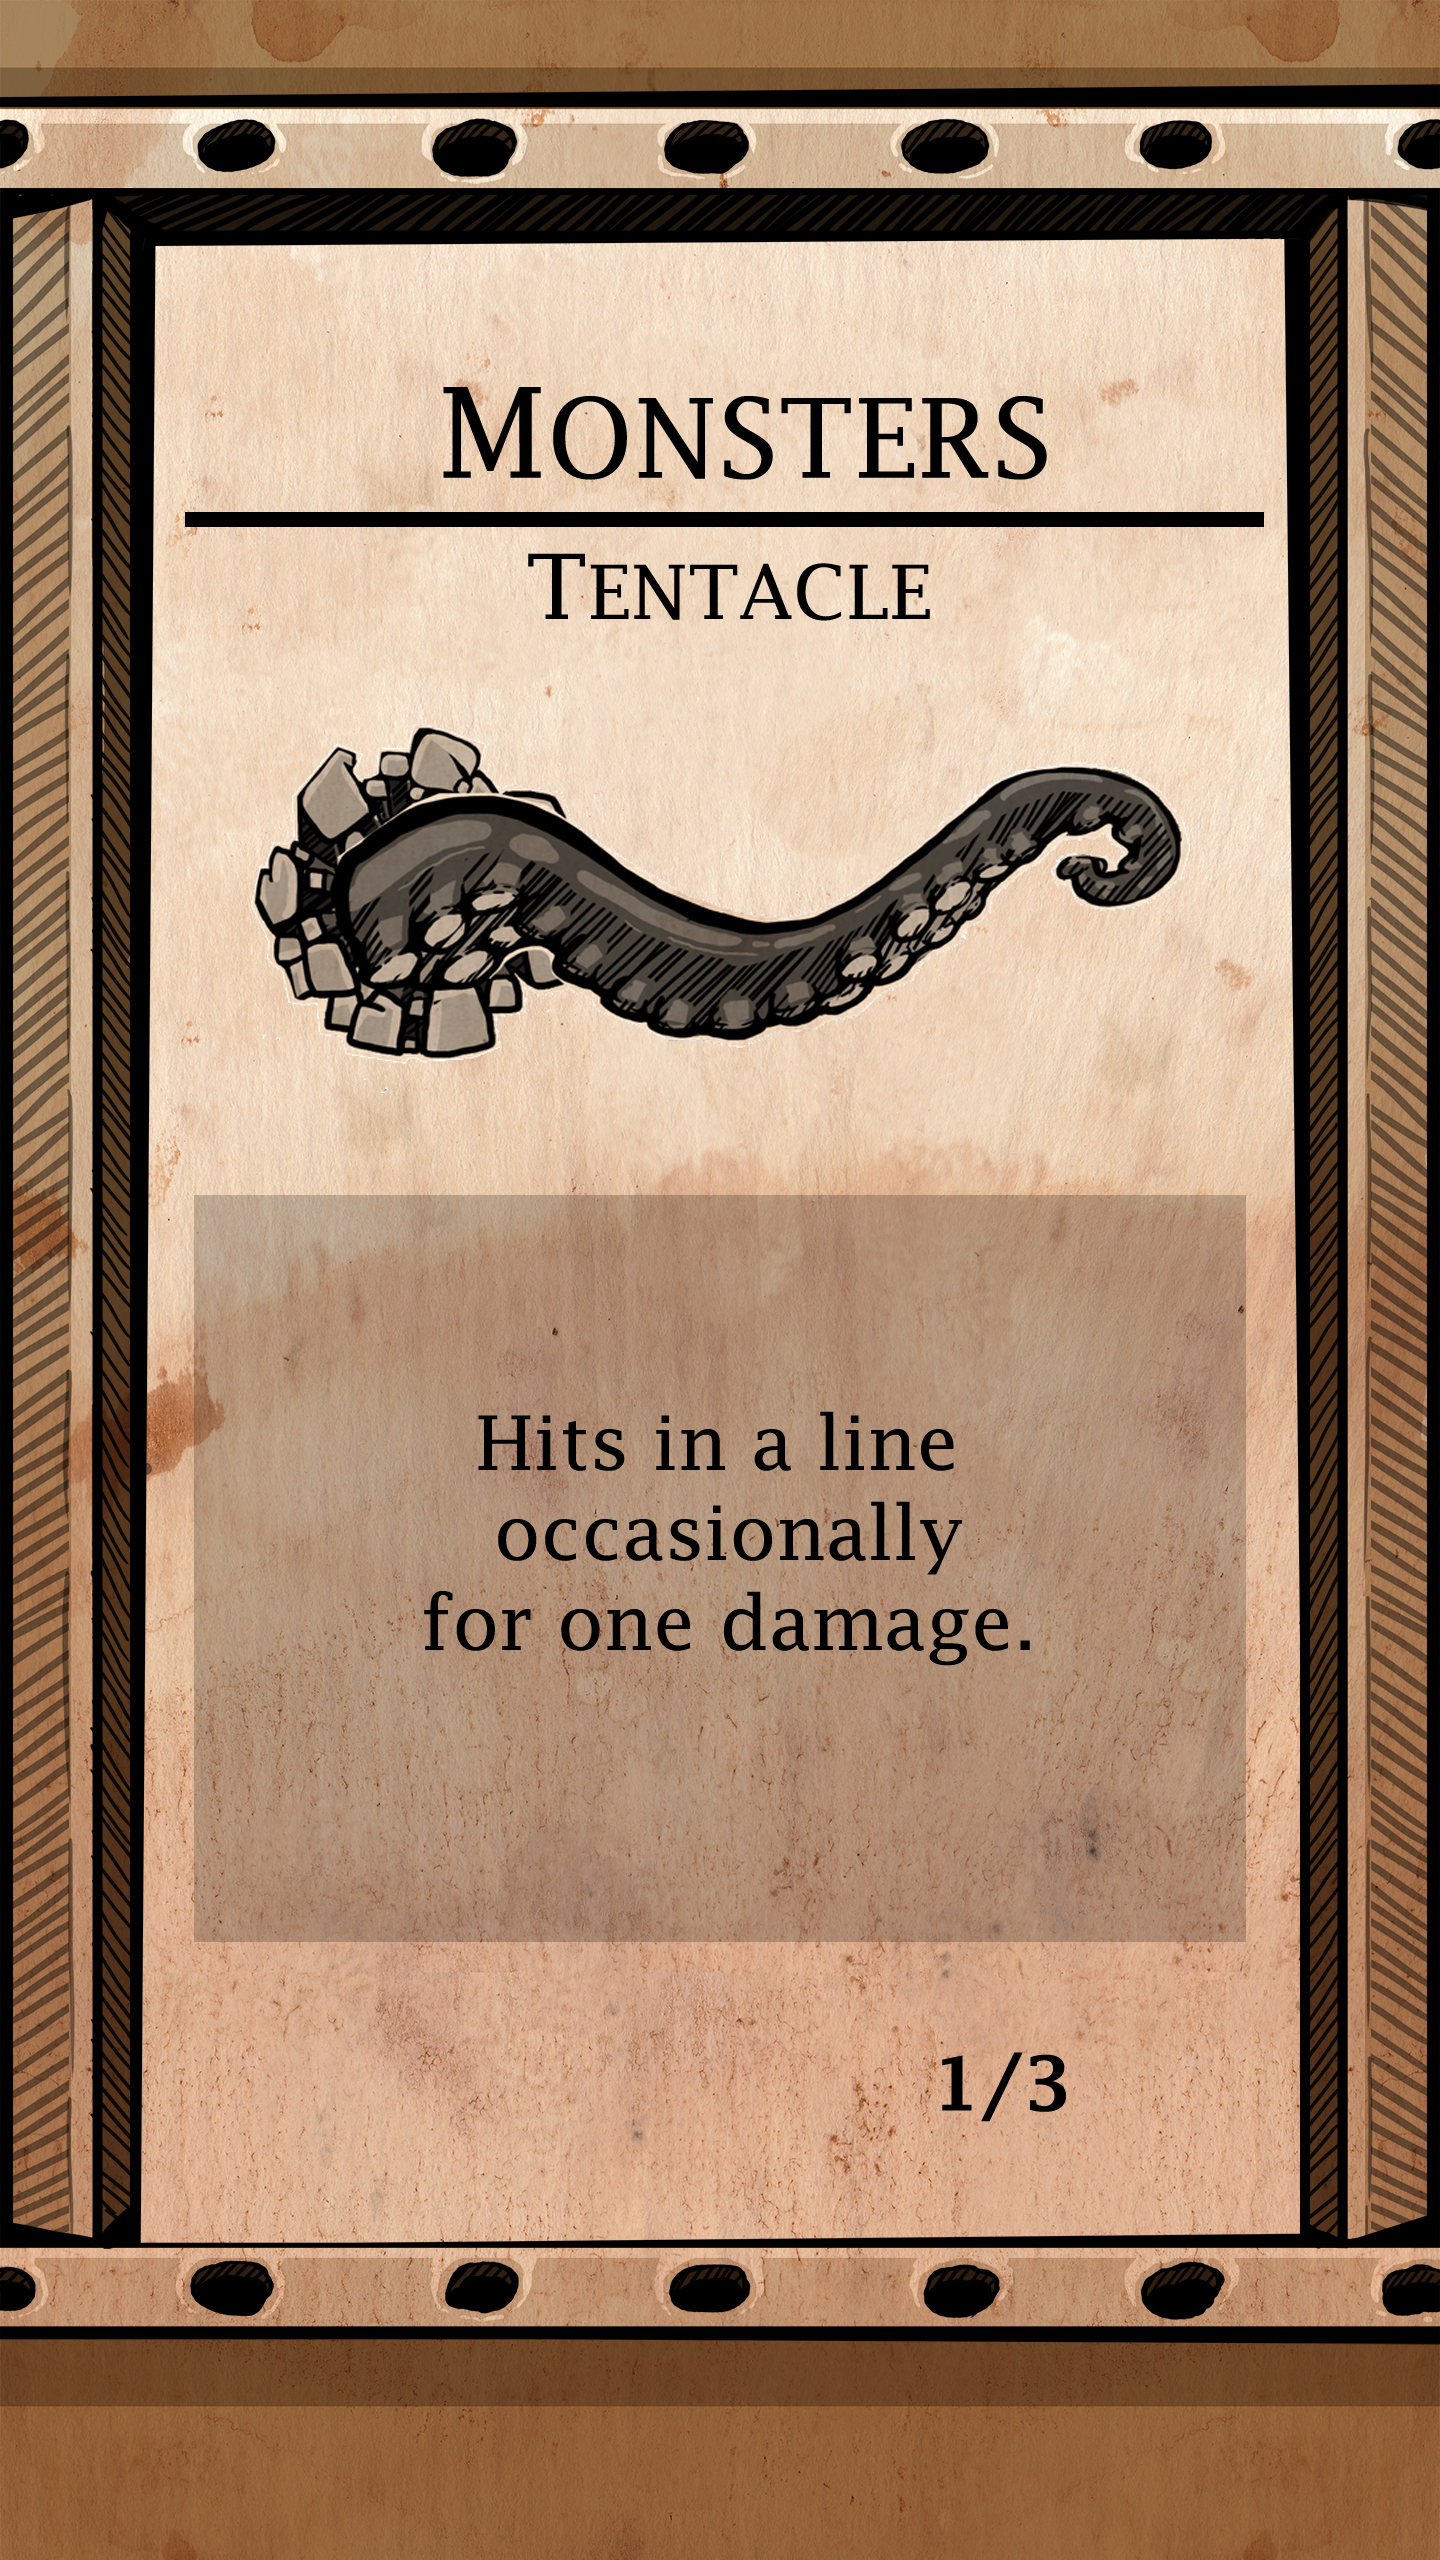 Monsters
Tentacle
Hits in a line
occasionally
for one damage.
1/3